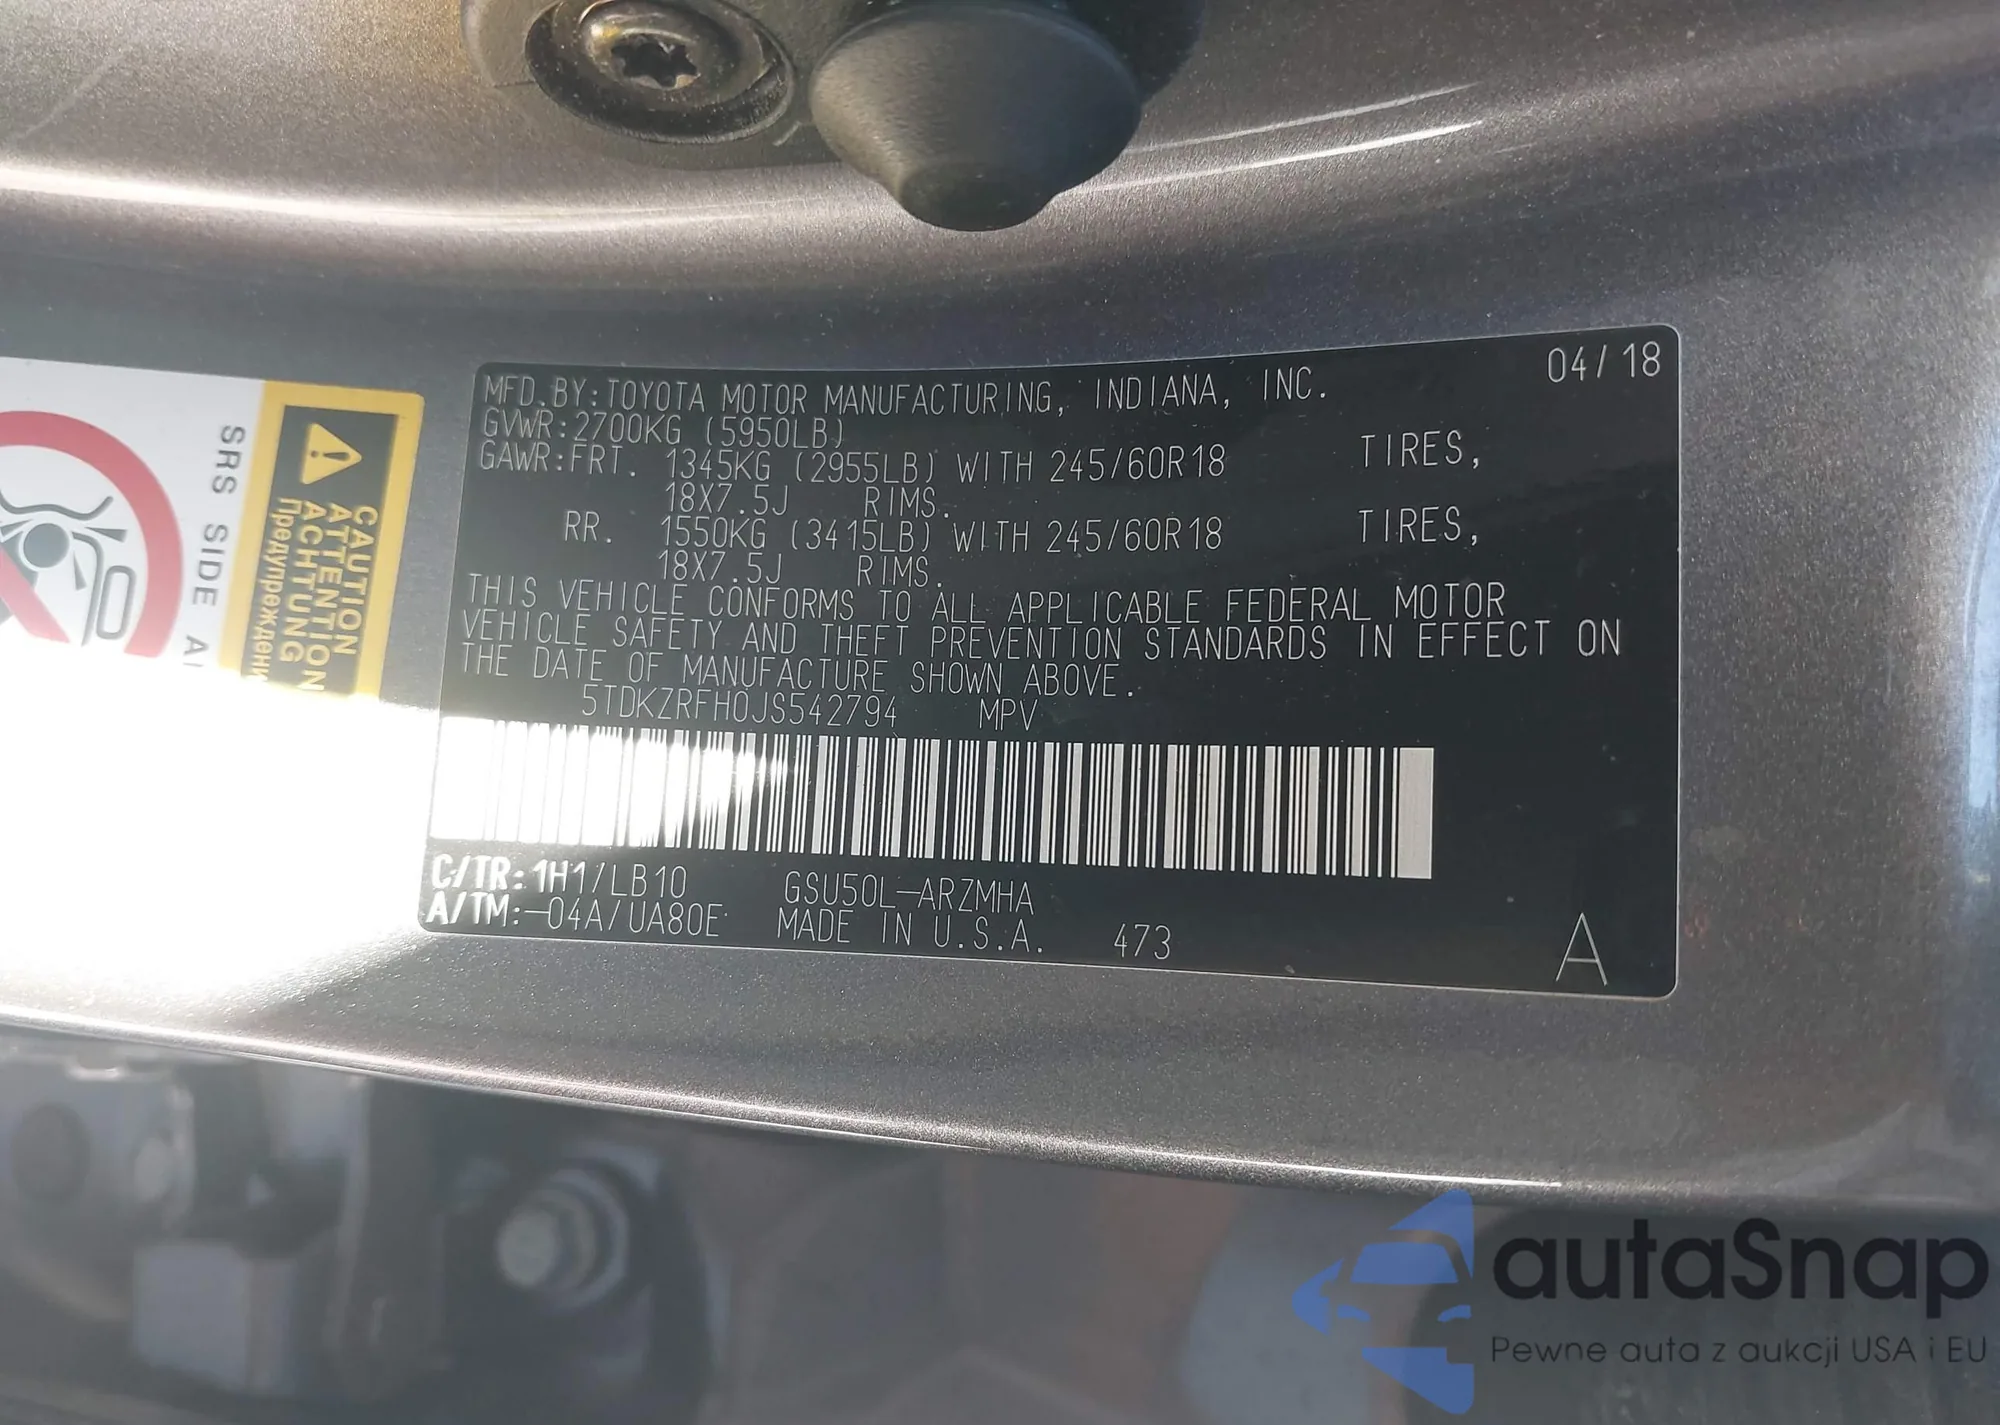 04/18
MFD.BY:TOYOTA MOTOR MANUFACTURING, INDIANA, INC.
GVWR:2700KG (5950LB)
GAWR:FRT. 1345KG (2955LB) WITH 245/60R18 TIRES,
18X7.5J RIMS.
RR. 1550KG (3415LB) WITH 245/60R18 TIRES,
18X7.5J RIMS.
THIS VEHICLE CONFORMS TO ALL APPLICABLE FEDERAL MOTOR
VEHICLE SAFETY AND THEFT PREVENTION STANDARDS IN EFFECT ON
THE DATE OF MANUFACTURE SHOWN ABOVE.
5TDKZRFH0JS542794 MPV
C/TR:1H1/LB10 GSU50L-ARZMHA
A/TM:-04A/UA80E MADE IN U.S.A. 473
A
CAUTION
ATTENTION
ACHTUNG
SRS SIDE
autaSnap
Pewne auta z aukcji USA i EU